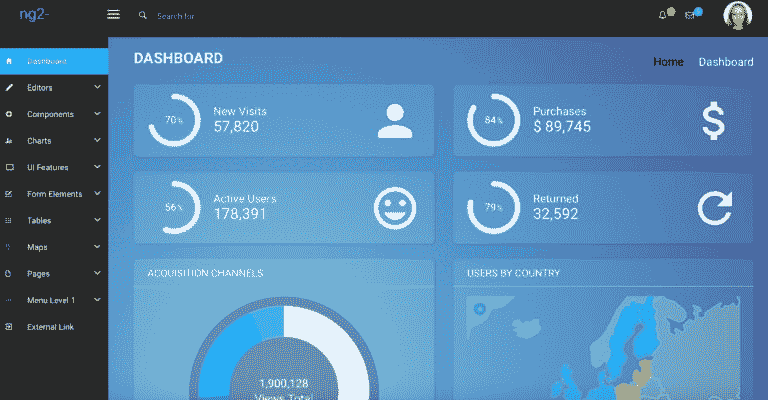 ng2-
Search for
Dashboard
Editors
Components
Charts
UI Features
Form Elements
Tables
Maps
Pages
Menu Level 1
External Link
DASHBOARD
Home Dashboard
70%
New Visits
57,820
84%
Purchases
$ 89,745
56%
Active Users
178,391
79%
Returned
32,592
ACQUISITION CHANNELS
1,900,128
Views Total
USERS BY COUNTRY